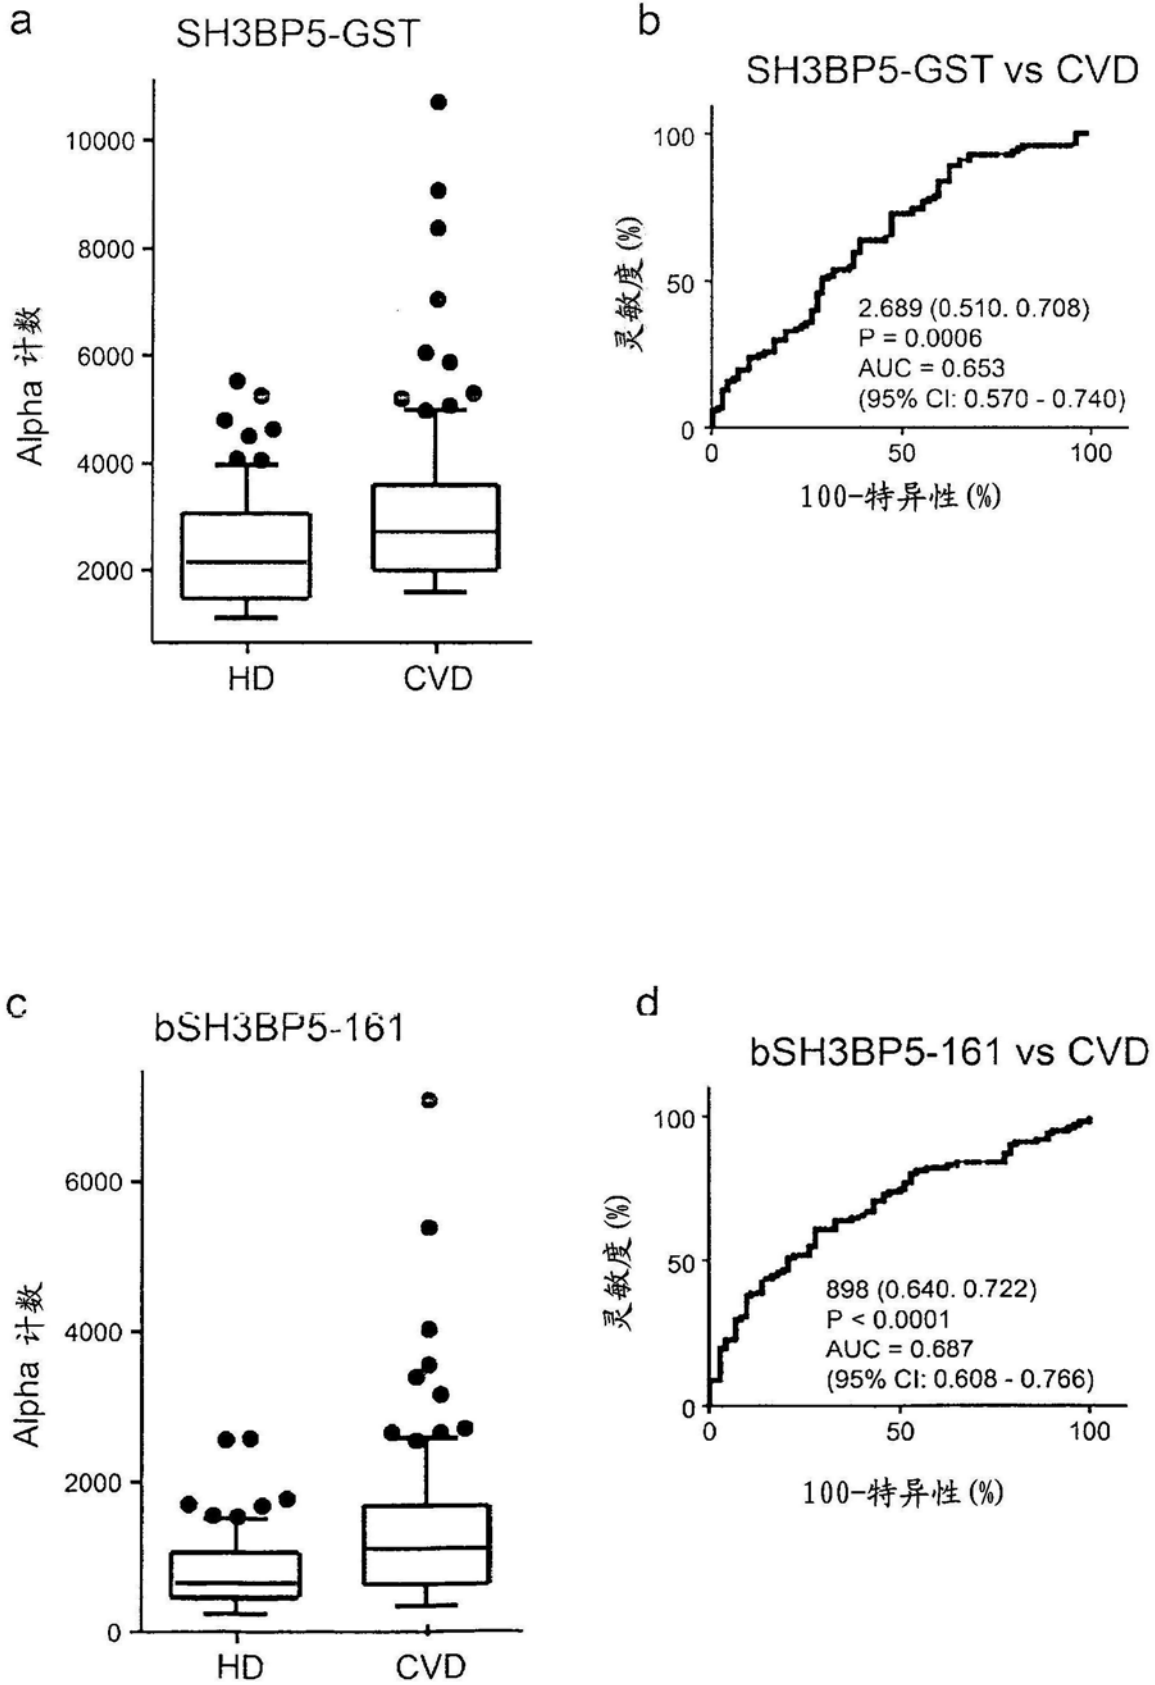 a
SH3BP5-GST
10000
8000
6000
4000
2000
Alpha 计数
HD
CVD
b
SH3BP5-GST vs CVD
100
50
0
灵敏度(%)
2.689 (0.510. 0.708)
P = 0.0006
AUC = 0.653
(95% CI: 0.570 - 0.740)
0
50
100
100-特异性(%)
c
bSH3BP5-161
6000
4000
2000
0
Alpha 计数
HD
CVD
d
bSH3BP5-161 vs CVD
100
50
0
灵敏度(%)
898 (0.640. 0.722)
P < 0.0001
AUC = 0.687
(95% CI: 0.608 - 0.766)
0
50
100
100-特异性(%)